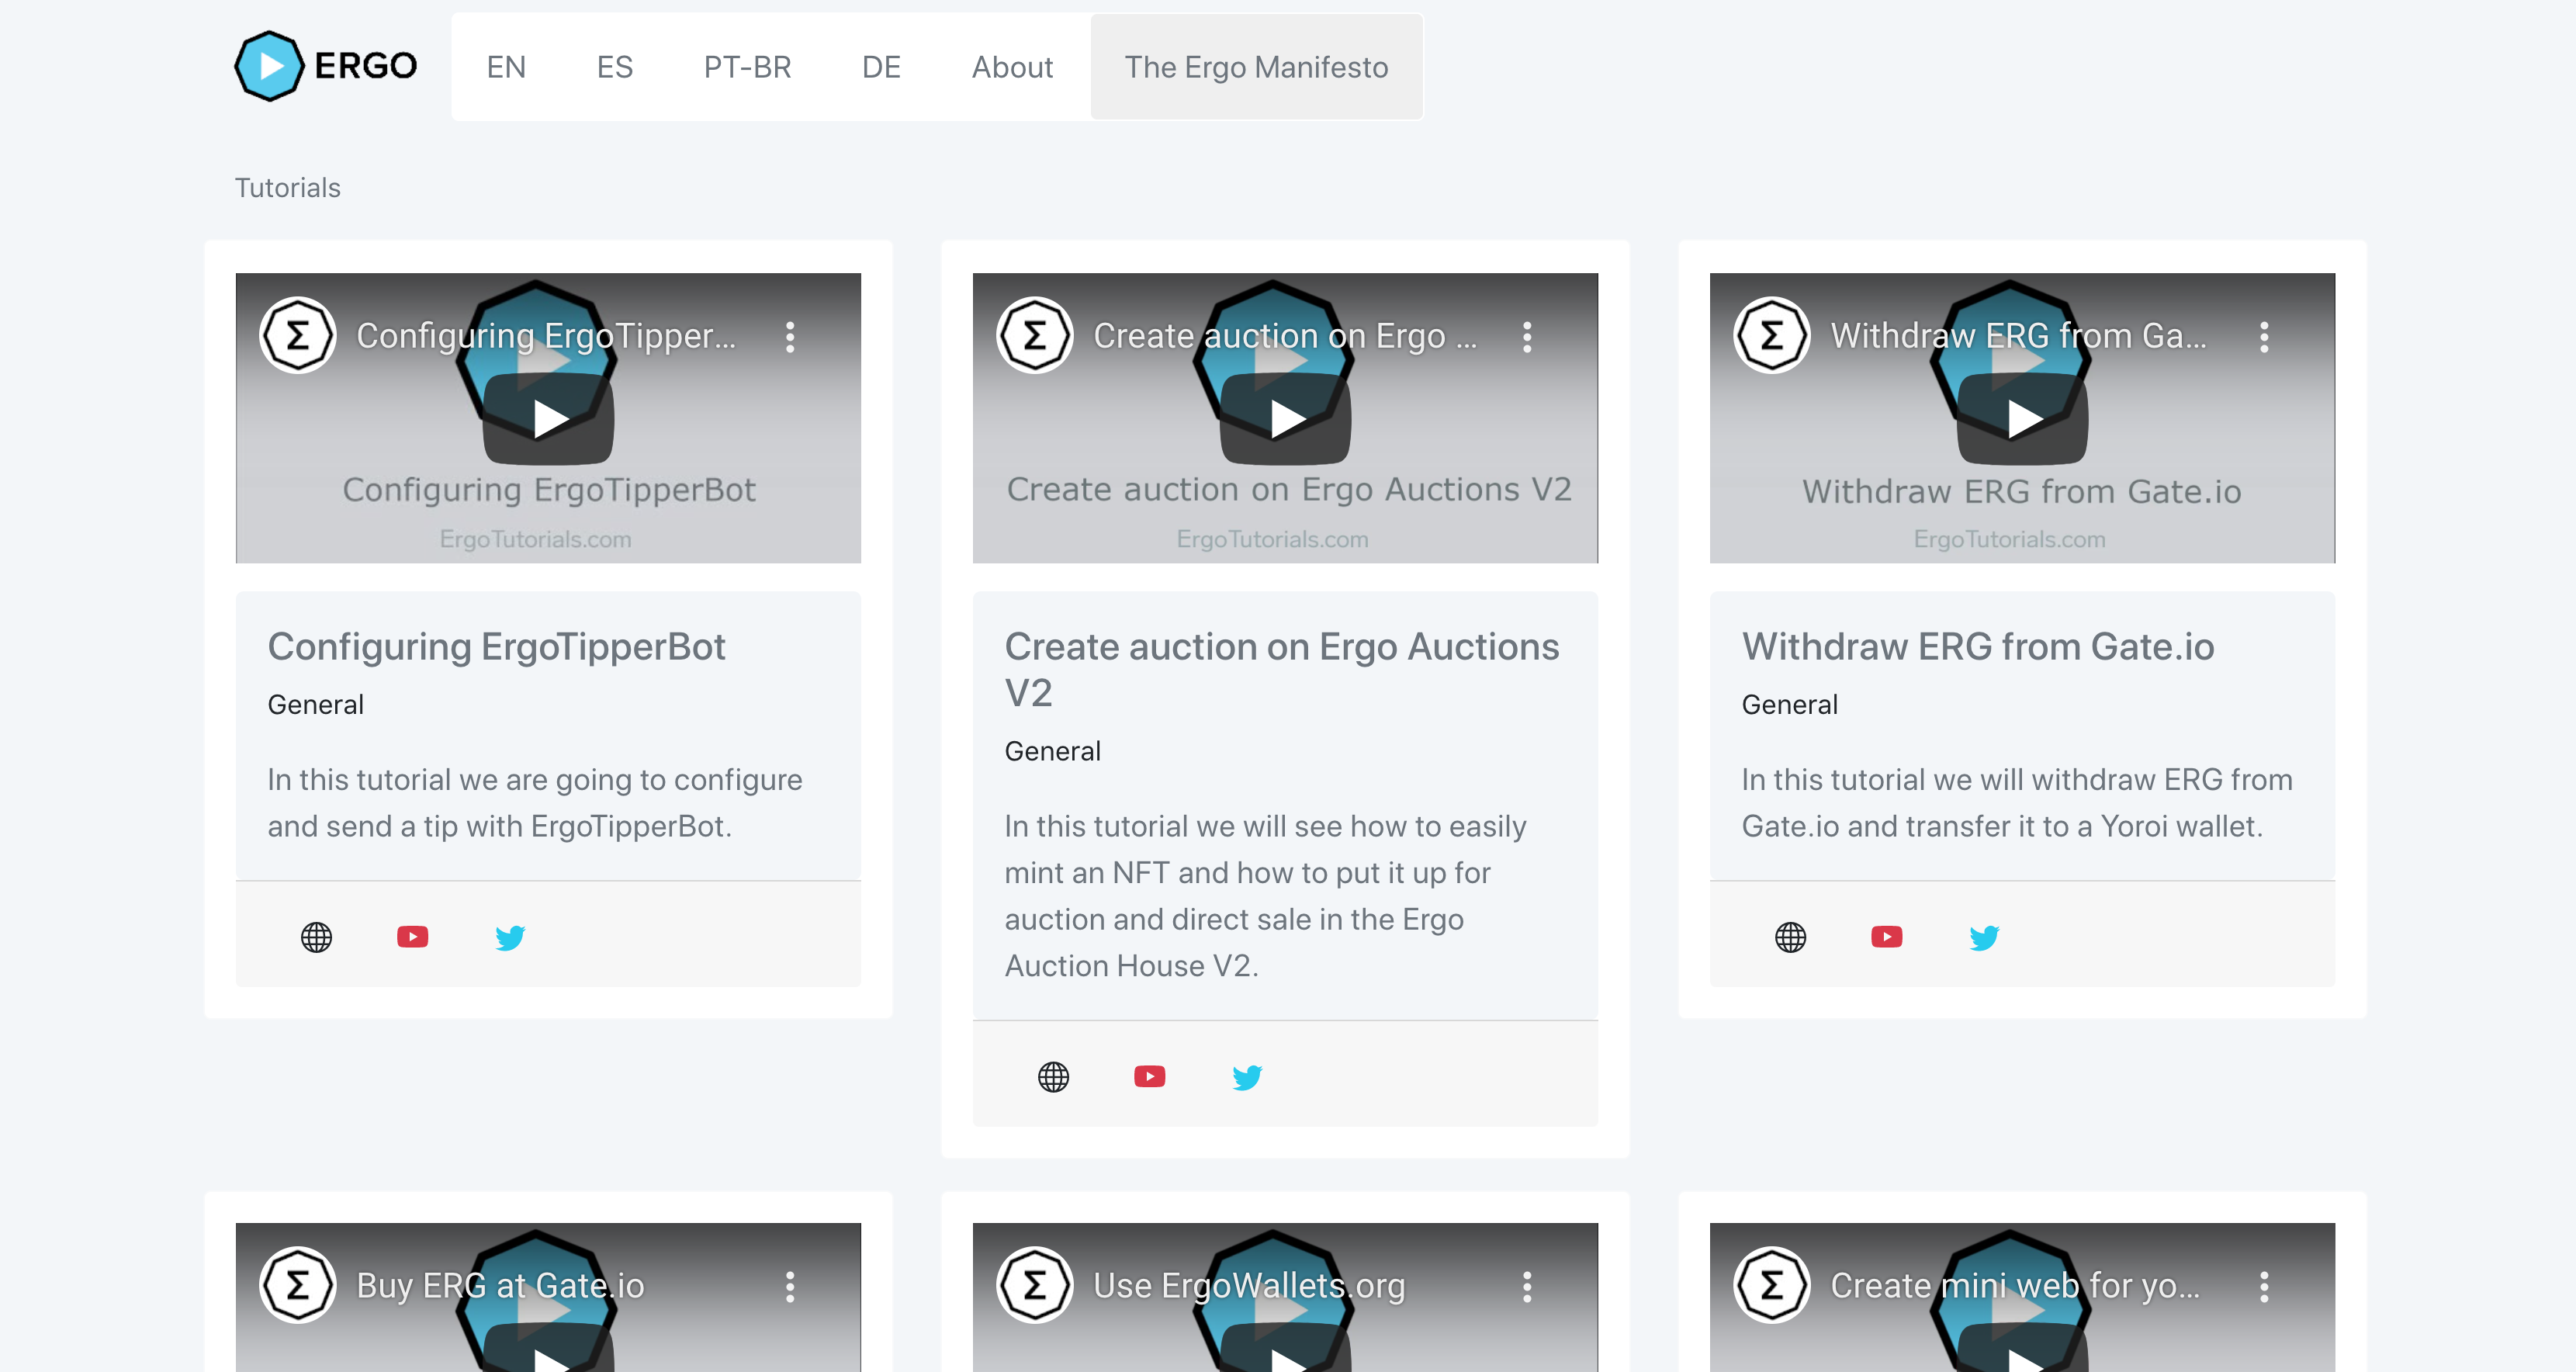 ERGO
EN ES PT-BR DE About The Ergo Manifesto
Tutorials
Σ Configuring ErgoTipper...
Configuring ErgoTipperBot
ErgoTutorials.com
Configuring ErgoTipperBot
General
In this tutorial we are going to configure
and send a tip with ErgoTipperBot.
Σ Create auction on Ergo ...
Create auction on Ergo Auctions V2
ErgoTutorials.com
Create auction on Ergo Auctions
V2
General
In this tutorial we will see how to easily
mint an NFT and how to put it up for
auction and direct sale in the Ergo
Auction House V2.
Σ Withdraw ERG from Ga...
Withdraw ERG from Gate.io
ErgoTutorials.com
Withdraw ERG from Gate.io
General
In this tutorial we will withdraw ERG from
Gate.io and transfer it to a Yoroi wallet.
Σ Buy ERG at Gate.io
Σ Use ErgoWallets.org
Σ Create mini web for yo...